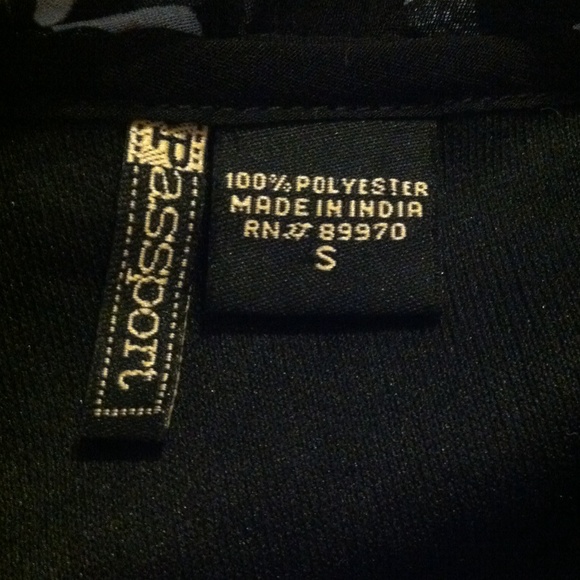 Passport
100% POLYESTER
MADE IN INDIA
RN# 89970
S